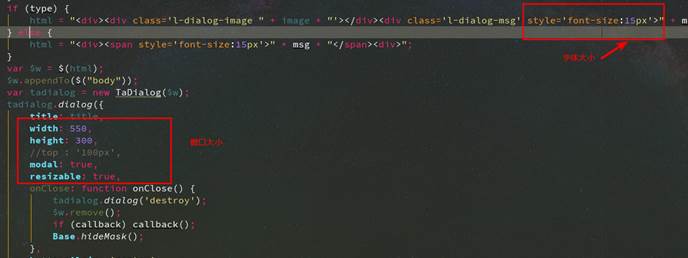 if (type) {
html = "<div><div class='l-dialog-image " + image + "'></div><div class='l-dialog-msg' style='font-size:15px'>" + m
} else {
字体大小
html = "<div><span style='font-size:15px'>" + msg + "</span><div>";
}
var $w = $(html);
$w.appendTo($("body"));
var tadialog = new TaDialog($w);
tadialog.dialog({
title: title,
width: 550,
height: 300,
窗口大小
//top : '100px',
modal: true,
resizable: true,
onClose: function onClose() {
tadialog.dialog('destroy');
$w.remove();
if (callback) callback();
Base.hideMask();
},